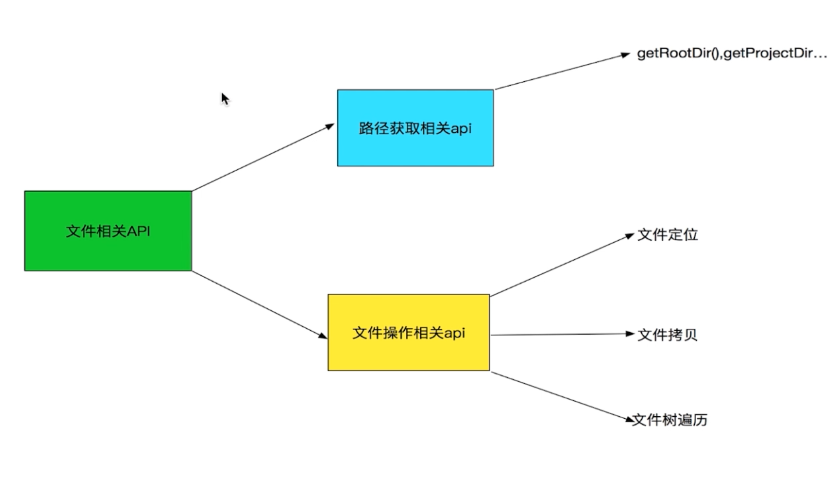 getRootDir(),getProjectDir...
路径获取相关api
文件相关API
文件定位
文件操作相关api
文件拷贝
文件树遍历